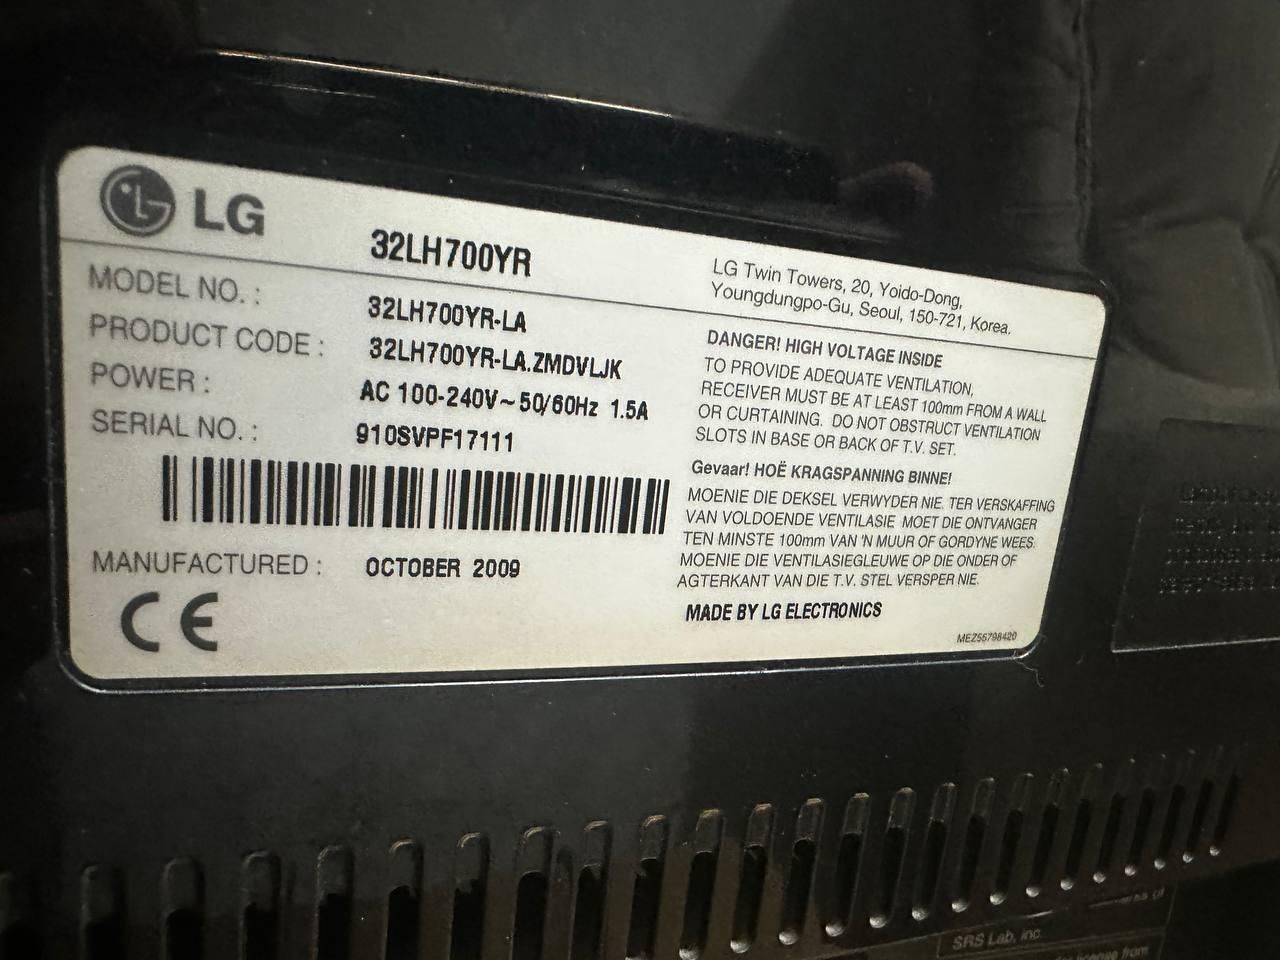 LG
32LH700YR
MODEL NO. :
32LH700YR-LA
PRODUCT CODE :
32LH700YR-LA.ZMDVLJK
POWER :
AC 100-240V~50/60Hz 1.5A
SERIAL NO. :
910SVPF17111
MANUFACTURED :
OCTOBER 2009
CE
LG Twin Towers, 20, Yoido-Dong,
Youngdungpo-Gu, Seoul, 150-721, Korea.
DANGER! HIGH VOLTAGE INSIDE
TO PROVIDE ADEQUATE VENTILATION,
RECEIVER MUST BE AT LEAST 100mm FROM A WALL
OR CURTAINING. DO NOT OBSTRUCT VENTILATION
SLOTS IN BASE OR BACK OF T.V. SET.
Gevaar! HOË KRAGSPANNING BINNE!
MOENIE DIE DEKSEL VERWYDER NIE. TER VERSKAFFING
VAN VOLDOENDE VENTILASIE MOET DIE ONTVANGER
TEN MINSTE 100mm VAN 'N MUUR OF GORDYNE WEES.
MOENIE DIE VENTILASIEGLEUWE OP DIE ONDER OF
AGTERKANT VAN DIE T.V. STEL VERSPER NIE.
MADE BY LG ELECTRONICS
MEZ55798420
SRS Lab, inc.
license from